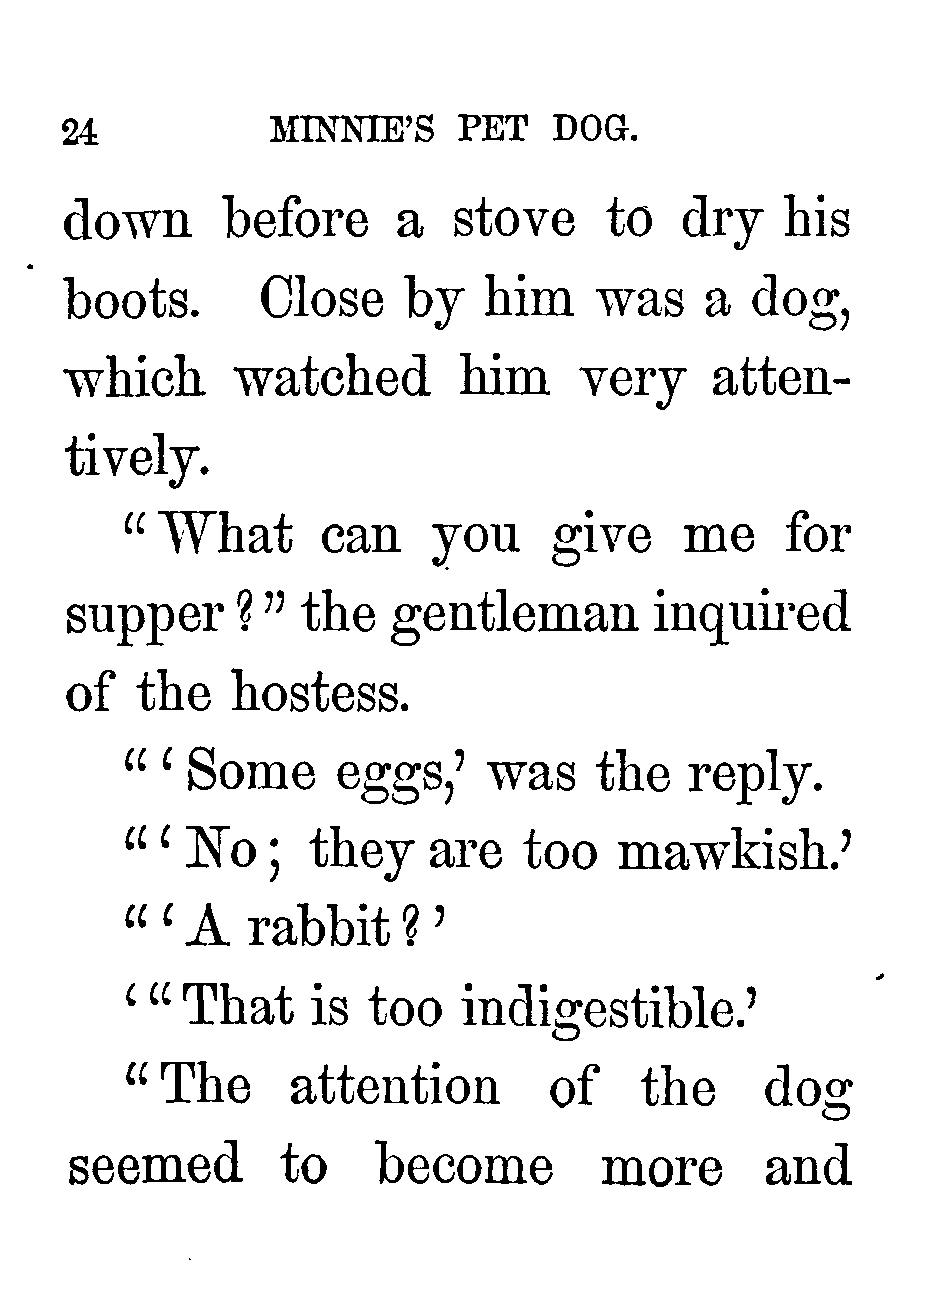 24 MINNIE'S PET DOG.
down before a stove to dry his
boots. Close by him was a dog,
which watched him very atten-
tively.
"What can you give me for
supper?" the gentleman inquired
of the hostess.
"'Some eggs,' was the reply.
"'No; they are too mawkish.'
"'A rabbit?'
'"That is too indigestible.'
"The attention of the dog
seemed to become more and